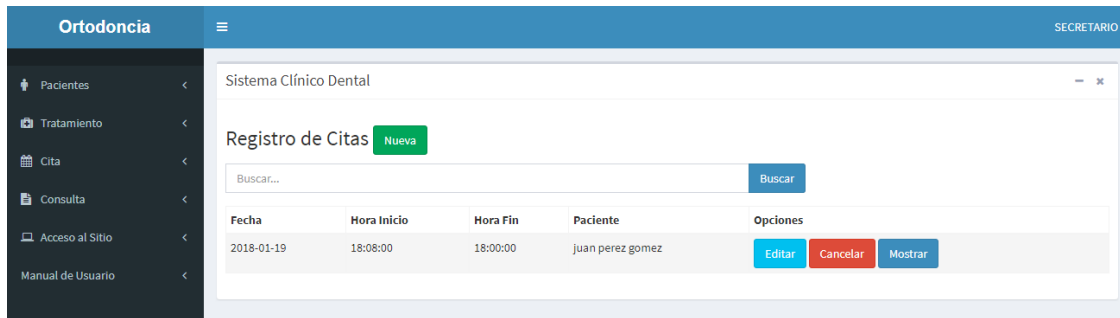 Ortodoncia
SECRETARIO
Pacientes
Tratamiento
Cita
Consulta
Acceso al Sitio
Manual de Usuario
Sistema Clínico Dental
Registro de Citas Nueva
Buscar... Buscar
Fecha Hora Inicio Hora Fin Paciente Opciones
2018-01-19 18:08:00 18:00:00 juan perez gomez Editar Cancelar Mostrar